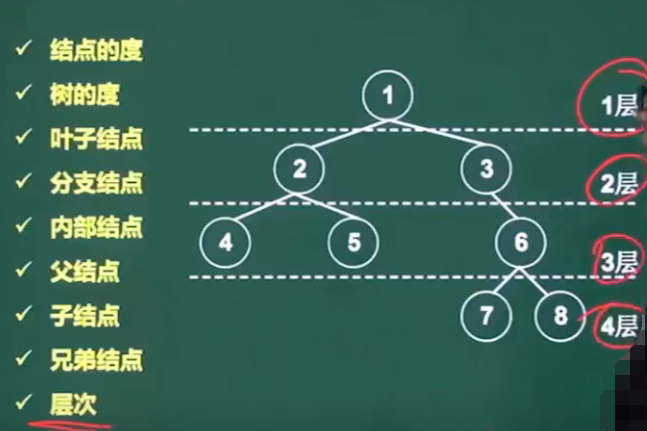 ✓ 结点的度
✓ 树的度
✓ 叶子结点
✓ 分支结点
✓ 内部结点
✓ 父结点
✓ 子结点
✓ 兄弟结点
✓ 层次
1
1层
2 3
2层
4 5 6
3层
7 8
4层